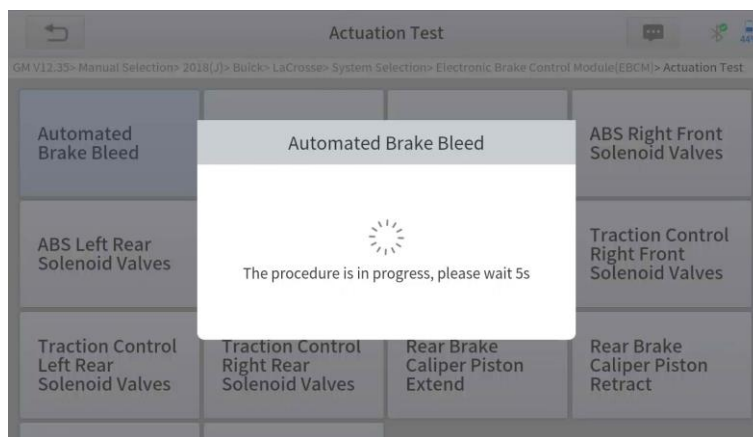 Actuation Test
GM V12.35> Manual Selection> 2018(J)> Buick> LaCrosse> System Selection> Electronic Brake Control Module(EBCM)> Actuation Test
Automated
Brake Bleed
ABS Right Front
Solenoid Valves
Automated Brake Bleed
The procedure is in progress, please wait 5s
ABS Left Rear
Solenoid Valves
Traction Control
Right Front
Solenoid Valves
Traction Control
Left Rear
Solenoid Valves
Traction Control
Right Rear
Solenoid Valves
Rear Brake
Caliper Piston
Extend
Rear Brake
Caliper Piston
Retract